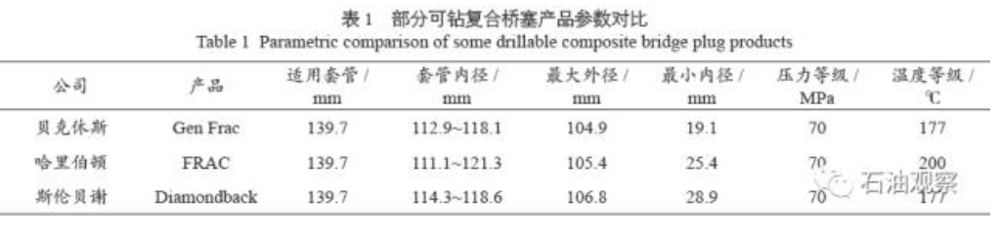 表 1 部分可钻复合桥塞产品参数对比
Table 1 Parametric comparison of some drillable composite bridge plug products
公司 产品 适用套管 / mm 套管内径 / mm 最大外径 / mm 最小内径 / mm 压力等级 / MPa 温度等级 / ℃
贝克休斯 Gen Frac 139.7 112.9~118.1 104.9 19.1 70 177
哈里伯顿 FRAC 139.7 111.1~121.3 105.4 25.4 70 200
斯伦贝谢 Diamondback 139.7 114.3~118.6 106.8 28.9 70 177
石油观察